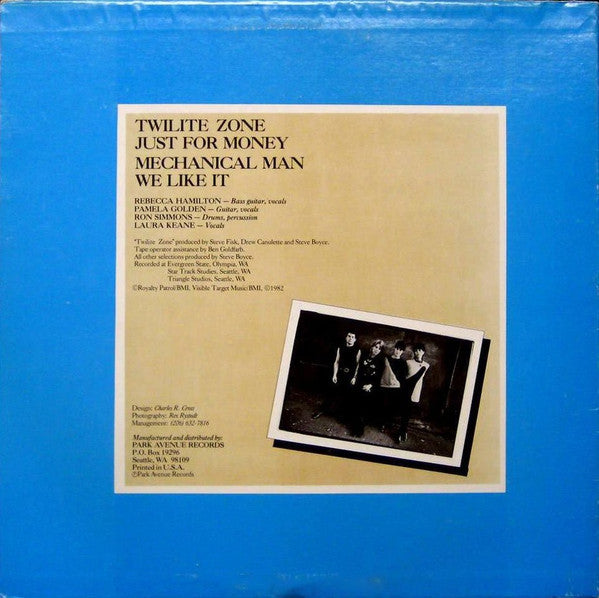 TWILITE ZONE
JUST FOR MONEY
MECHANICAL MAN
WE LIKE IT
REBECCA HAMILTON — Bass guitar, vocals
PAMELA GOLDEN — Guitar, vocals
RON SIMMONS — Drums, percussion
LAURA KEANE — Vocals
"Twilite Zone" produced by Steve Fisk, Drew Canulette and Steve Boyce.
Tape operator assistance by Ben Goldfarb.
All other selections produced by Steve Boyce.
Recorded at Evergreen State, Olympia, WA
Star Track Studios, Seattle, WA
Triangle Studios, Seattle, WA
©Royalty Patrol/BMI, Visible Target Music/BMI, ©1982
Design: Charles R. Cross
Photography: Rex Rystedt
Management: (206) 632-7816
Manufactured and distributed by:
PARK AVENUE RECORDS
P.O. Box 19296
Seattle, WA 98109
Printed in U.S.A.
℗Park Avenue Records